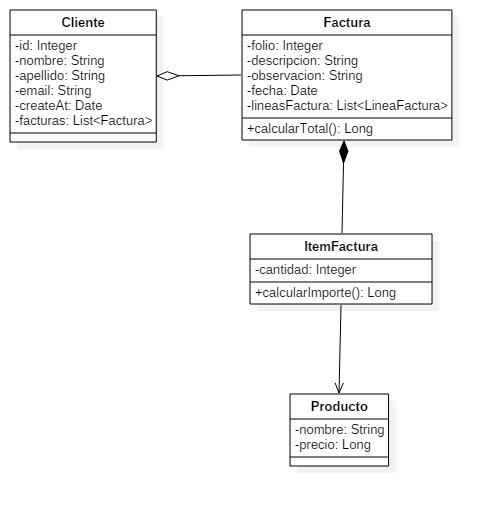 Cliente
-id: Integer
-nombre: String
-apellido: String
-email: String
-createAt: Date
-facturas: List<Factura>
Factura
-folio: Integer
-descripcion: String
-observacion: String
-fecha: Date
-lineasFactura: List<LineaFactura>
+calcularTotal(): Long
ItemFactura
-cantidad: Integer
+calcularImporte(): Long
Producto
-nombre: String
-precio: Long